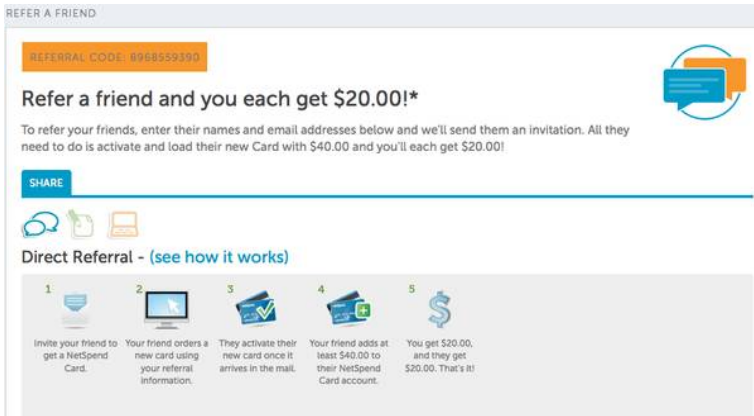 REFER A FRIEND
REFERRAL CODE: 8968559390
Refer a friend and you each get $20.00!*
To refer your friends, enter their names and email addresses below and we'll send them an invitation. All they
need to do is activate and load their new Card with $40.00 and you'll each get $20.00!
SHARE
Direct Referral - (see how it works)
1
Invite your friend to
get a NetSpend
Card.
2
Your friend orders a
new card using
your referral
information.
3
They activate their
new card once it
arrives in the mail.
4
Your friend adds at
least $40.00 to
their NetSpend
Card account.
5
You get $20.00,
and they get
$20.00. That's it!